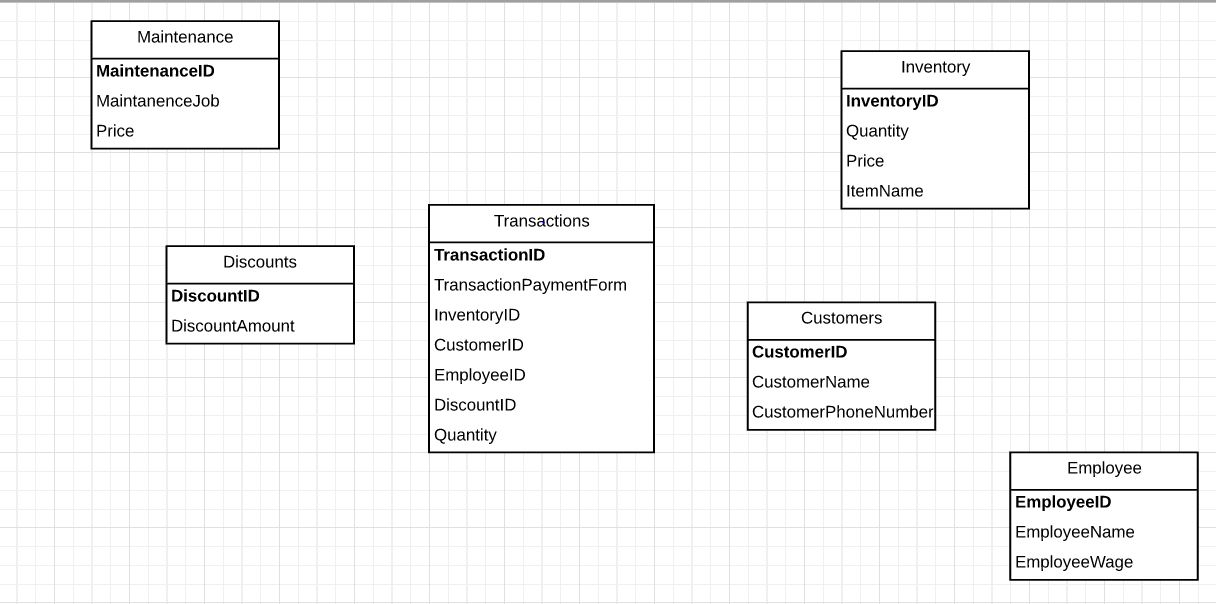 Maintenance
MaintenanceID
MaintanenceJob
Price
Inventory
InventoryID
Quantity
Price
ItemName
Transactions
TransactionID
TransactionPaymentForm
InventoryID
CustomerID
EmployeeID
DiscountID
Quantity
Discounts
DiscountID
DiscountAmount
Customers
CustomerID
CustomerName
CustomerPhoneNumber
Employee
EmployeeID
EmployeeName
EmployeeWage